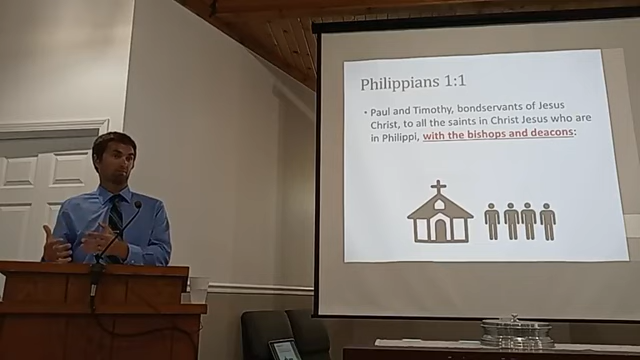 Philippians 1:1
• Paul and Timothy, bondservants of Jesus
Christ, to all the saints in Christ Jesus who are
in Philippi, with the bishops and deacons: